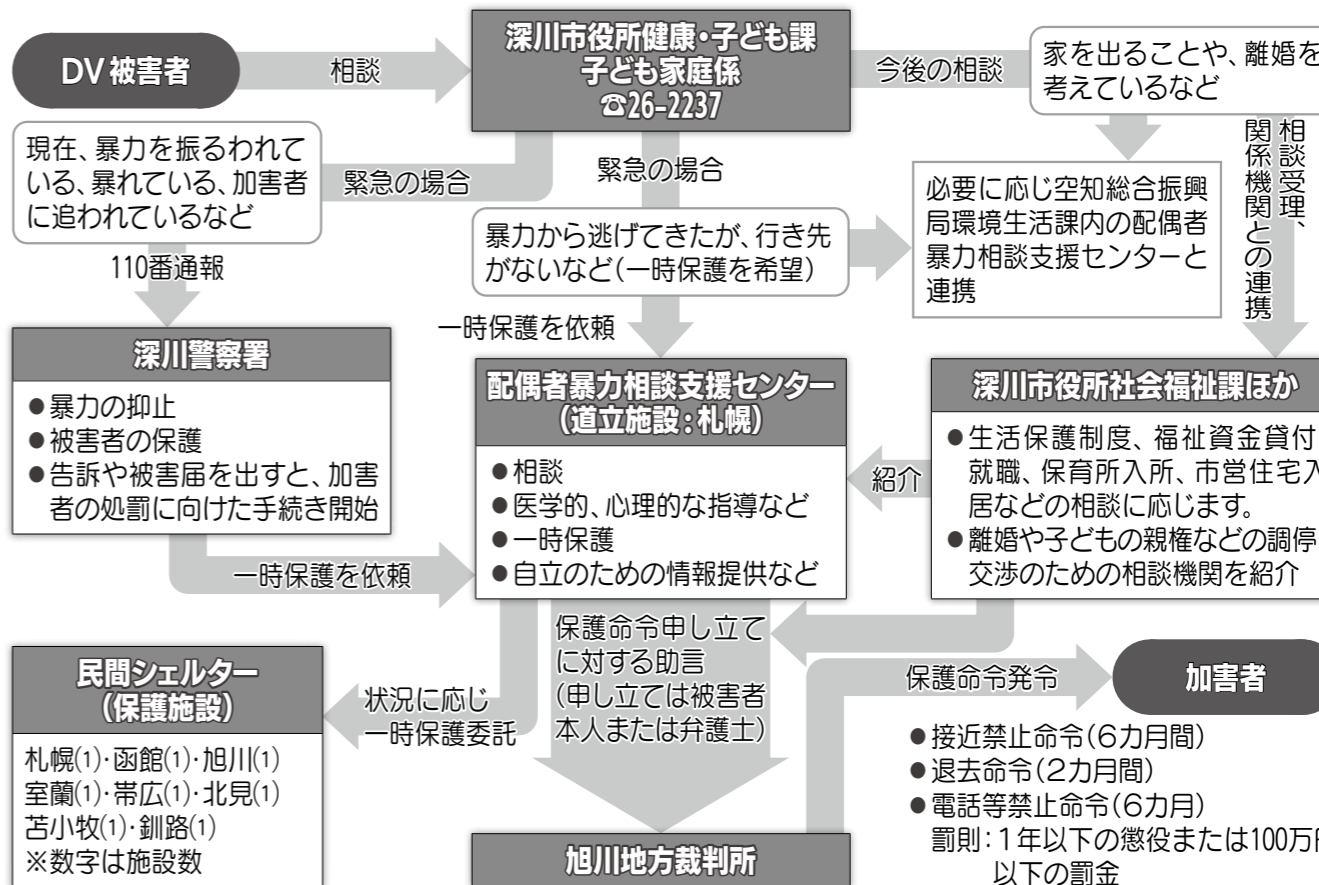 DV被害者
相談
深川市役所健康・子ども課
子ども家庭係
☎26-2237
今後の相談
家を出ることや、離婚を
考えているなど
現在、暴力を振るわれて
いる、暴れている、加害者
に追われているなど
緊急の場合
緊急の場合
暴力から逃げてきたが、行き先
がないなど(一時保護を希望)
必要に応じ空知総合振興
局環境生活課内の配偶者
暴力相談支援センターと
連携
相談受理、
関係機関との連携
110番通報
一時保護を依頼
深川警察署
●暴力の抑止
●被害者の保護
●告訴や被害届を出すと、加害
者の処罰に向けた手続き開始
配偶者暴力相談支援センター
(道立施設:札幌)
●相談
●医学的、心理的な指導など
●一時保護
●自立のための情報提供など
紹介
深川市役所社会福祉課ほか
●生活保護制度、福祉資金貸付
就職、保育所入所、市営住宅入
居などの相談に応じます。
●離婚や子どもの親権などの調停
交渉のための相談機関を紹介
一時保護を依頼
民間シェルター
(保護施設)
札幌(1)・函館(1)・旭川(1)
室蘭(1)・帯広(1)・北見(1)
苫小牧(1)・釧路(1)
※数字は施設数
状況に応じ
一時保護委託
保護命令申し立て
に対する助言
(申し立ては被害者
本人または弁護士)
旭川地方裁判所
保護命令発令
加害者
●接近禁止命令(6カ月間)
●退去命令(2カ月間)
●電話等禁止命令(6カ月)
罰則:1年以下の懲役または100万円
以下の罰金